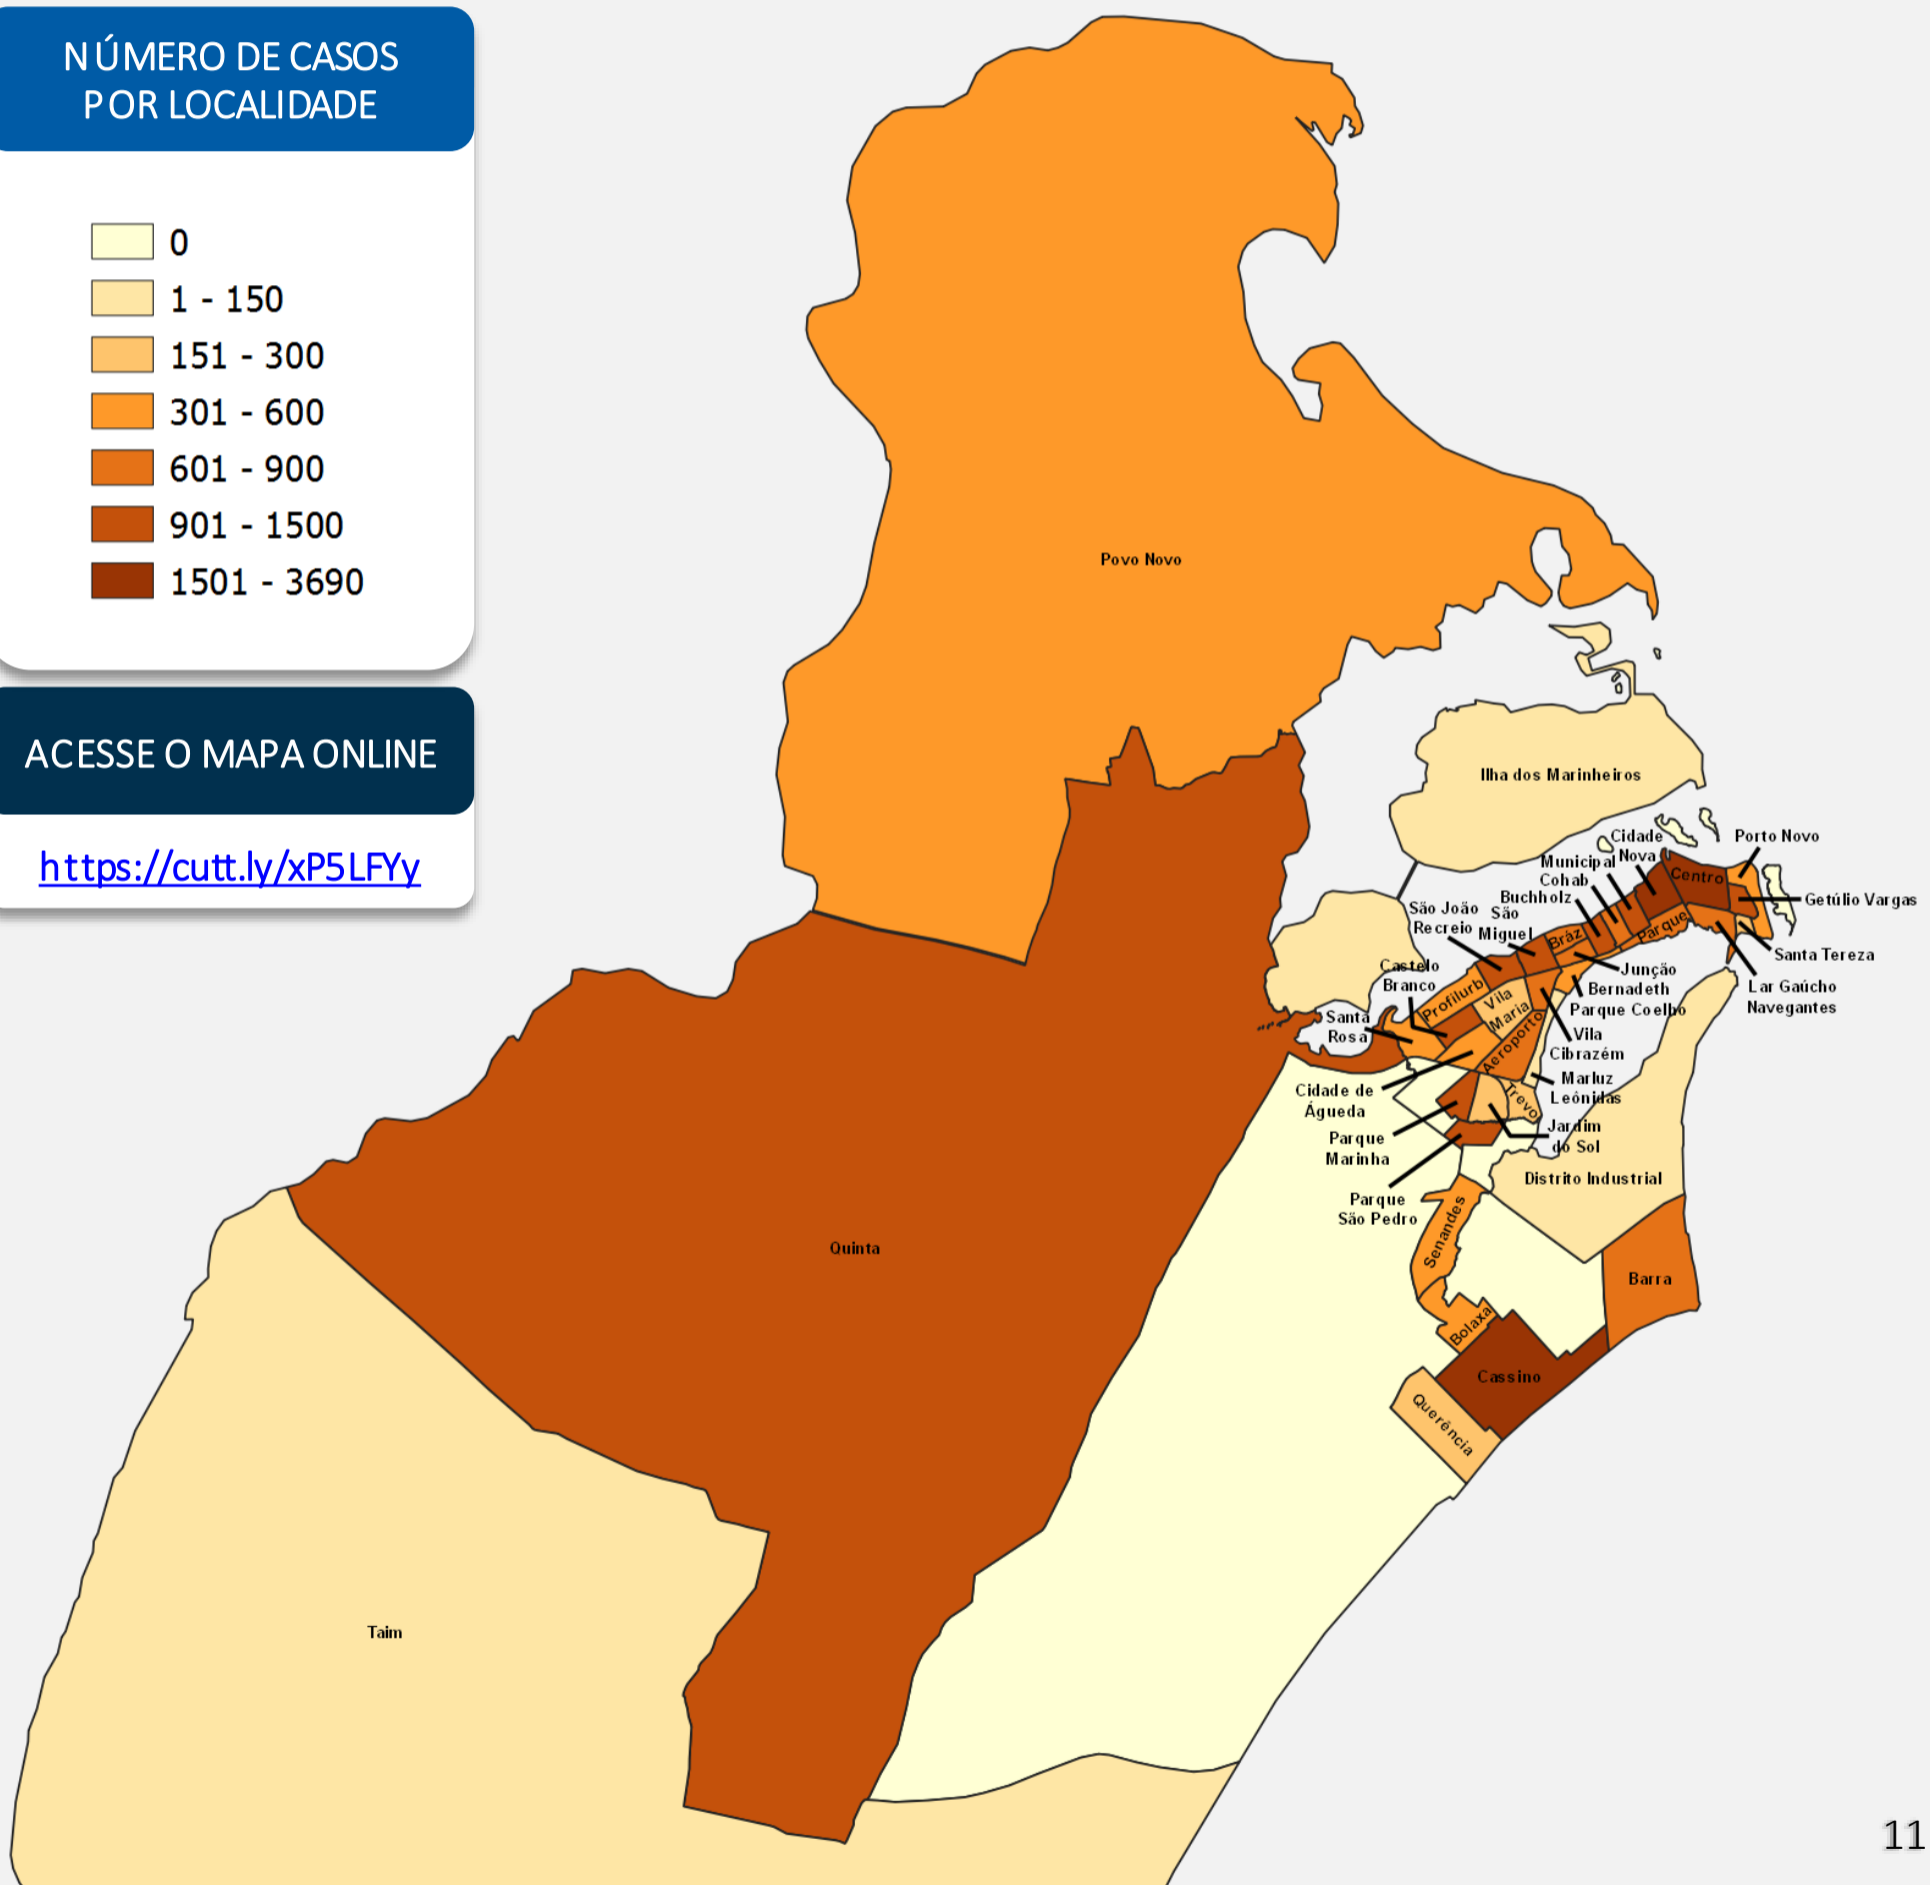 NÚMERO DE CASOS
POR LOCALIDADE
0
1 - 150
151 - 300
301 - 600
601 - 900
901 - 1500
1501 - 3690
ACESSE O MAPA ONLINE
https://cutt.ly/xP5LFYy
Povo Novo
Ilha dos Marinheiros
Cidade
Nova
Porto Novo
Municipal
Cohab
Buchholz
Centro
Getúlio Vargas
São João
Recreio
São
Miguel
Bráz
Parque
Santa Tereza
Castelo
Branco
Junção
Bernadeth
Lar Gaúcho
Navegantes
Profilurb
Vila
Maria
Parque Coelho
Santa
Rosa
Aeroporto
Vila
Cibrazém
Cidade de
Águeda
Marluz
Leônidas
Trevo
Parque
Marinha
Jardim
do Sol
Distrito Industrial
Parque
São Pedro
Senandes
Quinta
Barra
Bolaxa
Cassino
Querência
Taim
11